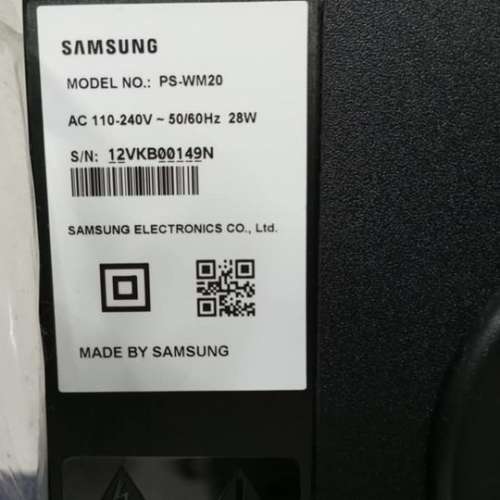 SAMSUNG
MODEL NO.: PS-WM20
AC 110-240V ~ 50/60Hz 28W
S/N: 12VKB00149N
SAMSUNG ELECTRONICS CO., Ltd.
MADE BY SAMSUNG